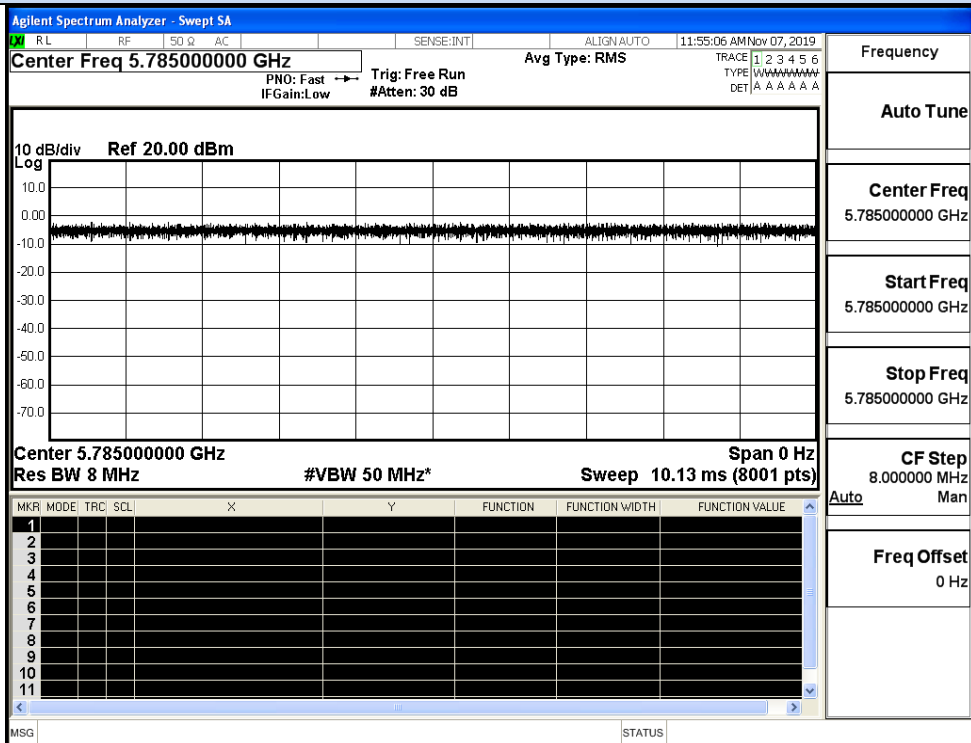 Agilent Spectrum Analyzer - Swept SA
LXI RL RF 50 Ω AC SENSE:INT ALIGN AUTO 11:55:06 AM Nov 07, 2019
Center Freq 5.785000000 GHz
Avg Type: RMS
TRACE 1 2 3 4 5 6
PNO: Fast
Trig: Free Run
TYPE WWWWWW
IFGain:Low
#Atten: 30 dB
DET A A A A A A
10 dB/div Ref 20.00 dBm
Log
10.0
0.00
-10.0
-20.0
-30.0
-40.0
-50.0
-60.0
-70.0
Center 5.785000000 GHz Span 0 Hz
Res BW 8 MHz #VBW 50 MHz* Sweep 10.13 ms (8001 pts)
MKR MODE TRC SCL X Y FUNCTION FUNCTION WIDTH FUNCTION VALUE
1
2
3
4
5
6
7
8
9
10
11
MSG STATUS
Frequency
Auto Tune
Center Freq
5.785000000 GHz
Start Freq
5.785000000 GHz
Stop Freq
5.785000000 GHz
CF Step
8.000000 MHz
Auto Man
Freq Offset
0 Hz